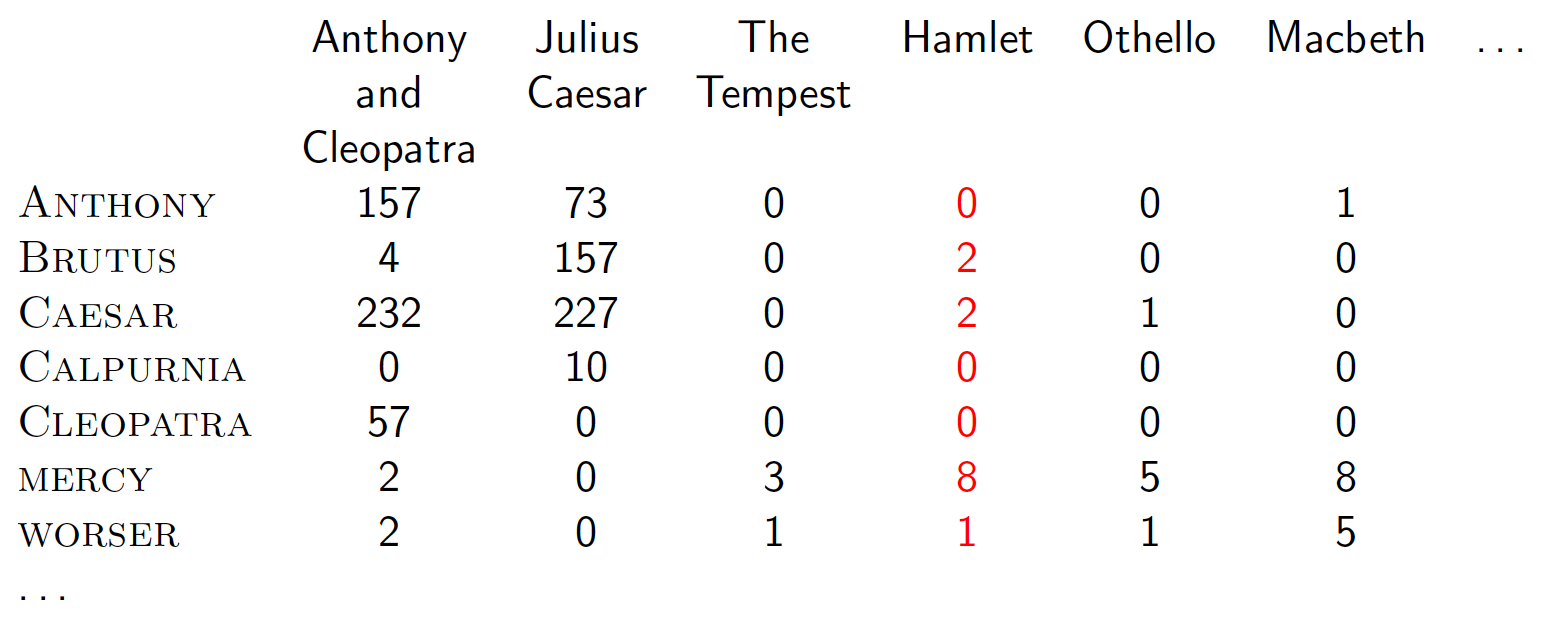 Anthony Julius The Hamlet Othello Macbeth . . .
and Caesar Tempest
Cleopatra
ANTHONY 157 73 0 0 0 1
BRUTUS 4 157 0 2 0 0
CAESAR 232 227 0 2 1 0
CALPURNIA 0 10 0 0 0 0
CLEOPATRA 57 0 0 0 0 0
MERCY 2 0 3 8 5 8
WORSER 2 0 1 1 1 5
. . .